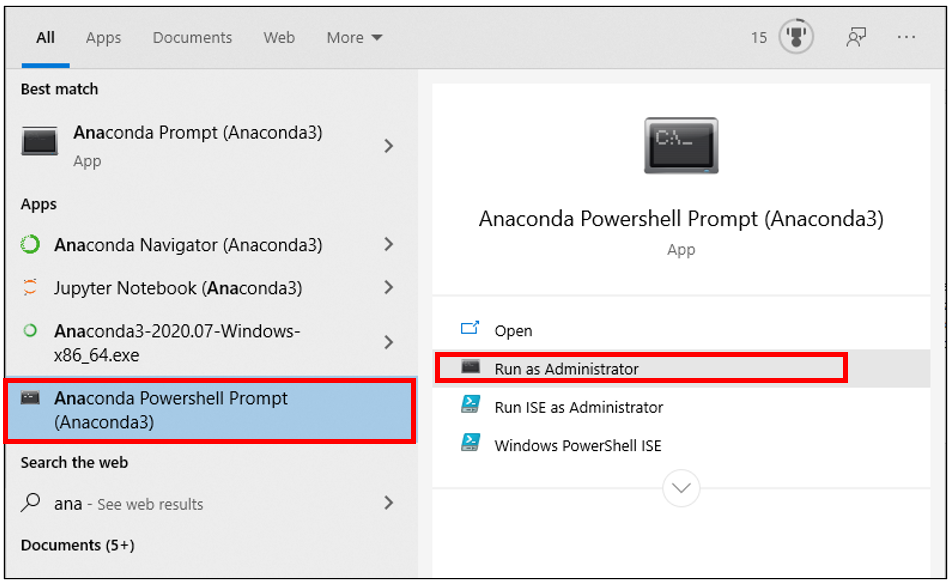 All Apps Documents Web More 15 ...
Best match
Anaconda Prompt (Anaconda3)
App
Apps
Anaconda Navigator (Anaconda3)
Jupyter Notebook (Anaconda3)
Anaconda3-2020.07-Windows-
x86_64.exe
Anaconda Powershell Prompt
(Anaconda3)
Search the web
ana - See web results
Documents (5+)
C:\_
Anaconda Powershell Prompt (Anaconda3)
App
Open
Run as Administrator
Run ISE as Administrator
Windows PowerShell ISE